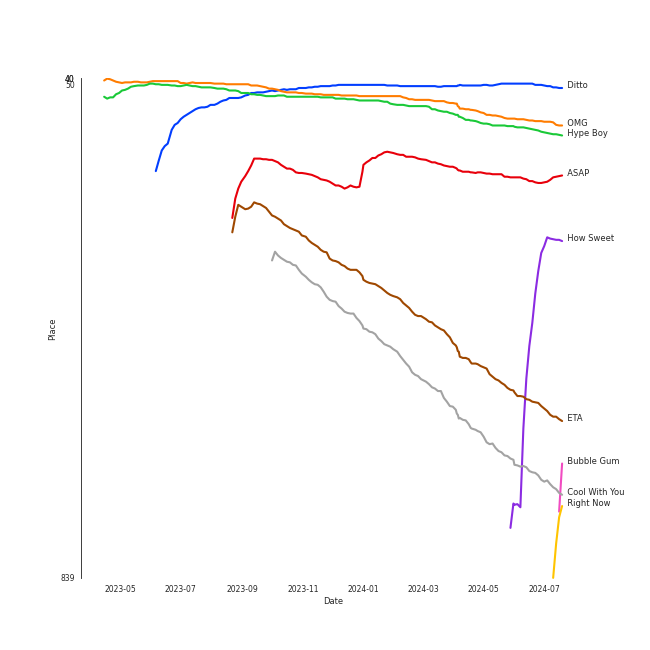 40
50
Ditto
OMG
Hype Boy
ASAP
How Sweet
Place
ETA
Bubble Gum
Cool With You
Right Now
839
2023-05 2023-07 2023-09 2023-11 2024-01 2024-03 2024-05 2024-07
Date